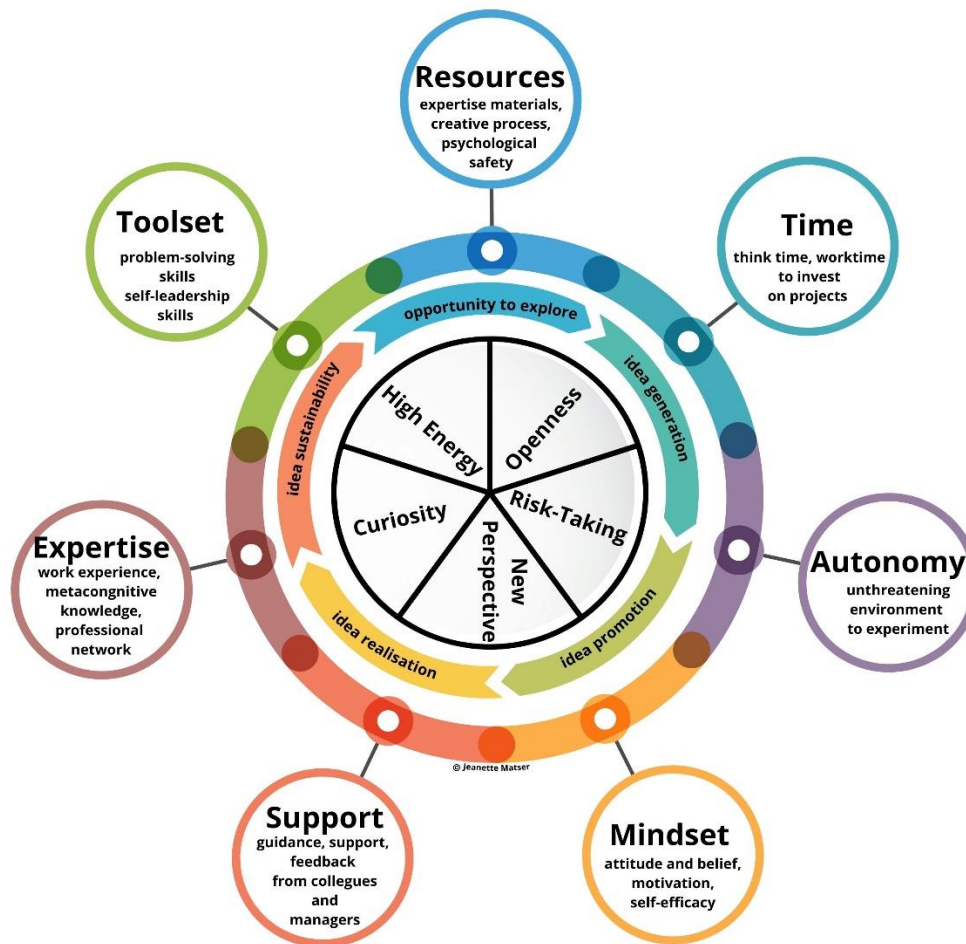 Resources
expertise materials,
creative process,
psychological
safety
Time
think time, worktime
to invest
on projects
Autonomy
unthreatening
environment
to experiment
Mindset
attitude and belief,
motivation,
self-efficacy
Support
guidance, support,
feedback
from collegues
and
managers
Expertise
work experience,
metacongnitive
knowledge,
professional
network
Toolset
problem-solving
skills
self-leadership
skills
opportunity to explore
idea generation
idea promotion
idea realisation
idea sustainability
High Energy
Openness
Risk-Taking
New
Perspective
Curiosity
© Jeanette Matser